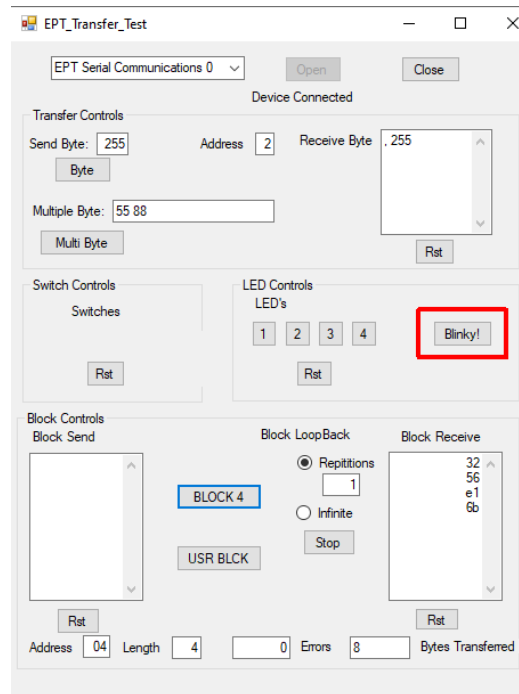 EPT_Transfer_Test
EPT Serial Communications 0
Open
Close
Device Connected
Transfer Controls
Send Byte: 255
Address 2
Receive Byte
, 255
Byte
Multiple Byte: 55 88
Multi Byte
Rst
Switch Controls
Switches
Rst
LED Controls
LED's
1 2 3 4
Blinky!
Rst
Block Controls
Block Send
BLOCK 4
USR BLCK
Block LoopBack
Repititions
1
Infinite
Stop
Block Receive
32
56
e1
6b
Rst
Rst
Address 04 Length 4 0 Errors 8 Bytes Transferred